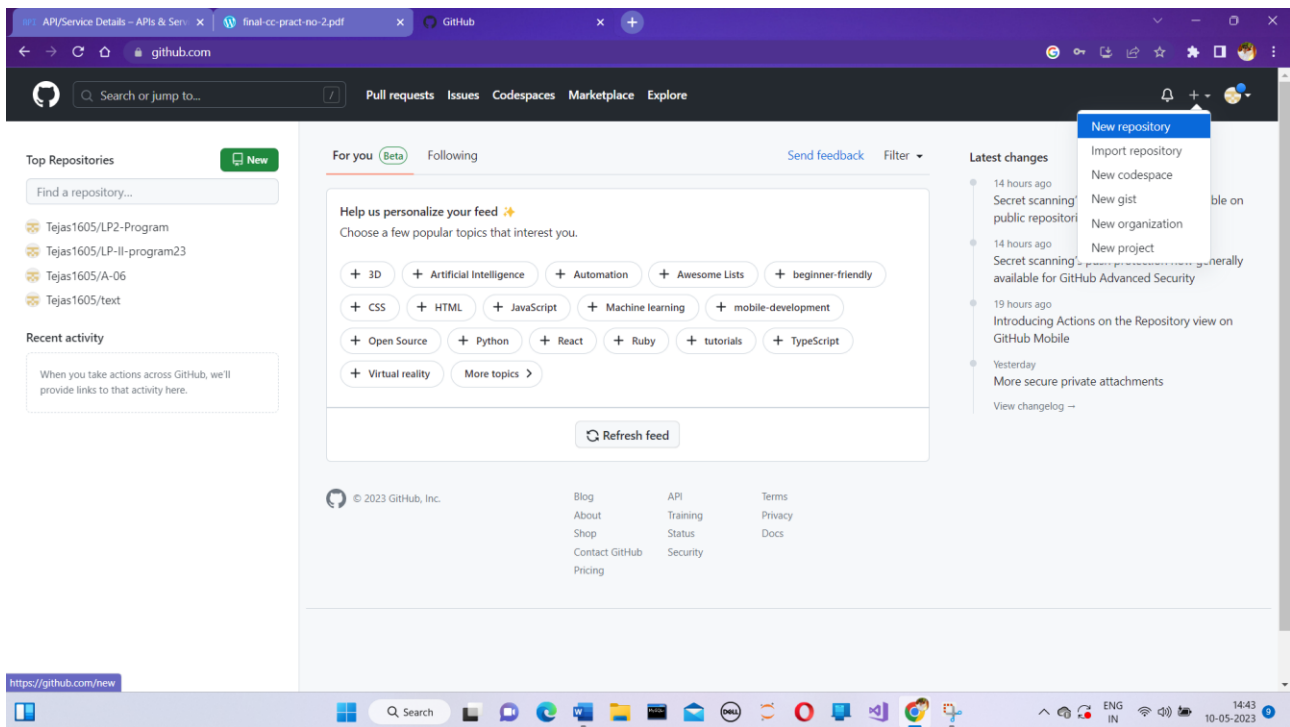 API API/Service Details – APIs & Serv
final-cc-pract-no-2.pdf
GitHub
github.com
Search or jump to...
/
Pull requests Issues Codespaces Marketplace Explore
New repository
Import repository
New codespace
New gist
New organization
New project
Top Repositories
New
Find a repository...
Tejas1605/LP2-Program
Tejas1605/LP-II-program23
Tejas1605/A-06
Tejas1605/text
Recent activity
When you take actions across GitHub, we'll
provide links to that activity here.
For you Beta Following Send feedback Filter
Help us personalize your feed ✨
Choose a few popular topics that interest you.
+ 3D + Artificial Intelligence + Automation + Awesome Lists + beginner-friendly
+ CSS + HTML + JavaScript + Machine learning + mobile-development
+ Open Source + Python + React + Ruby + tutorials + TypeScript
+ Virtual reality More topics >
Refresh feed
Latest changes
14 hours ago
Secret scanning' ble on
public repositori
14 hours ago
Secret scanning's push protection now generally
available for GitHub Advanced Security
19 hours ago
Introducing Actions on the Repository view on
GitHub Mobile
Yesterday
More secure private attachments
View changelog →
© 2023 GitHub, Inc.
Blog API Terms
About Training Privacy
Shop Status Docs
Contact GitHub Security
Pricing
https://github.com/new
Search
DELL
ENG
IN
14:43
10-05-2023
9